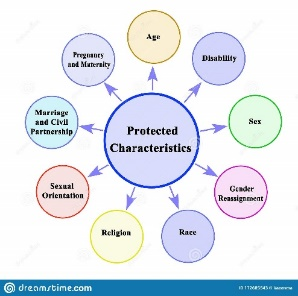 Age
Pregnancy
and Maternity
Disability
Marriage
and Civil
Partnership
Protected
Characteristics
Sex
Sexual
Orientation
Gender
Reassignment
Religion
Race
dreamstime.com